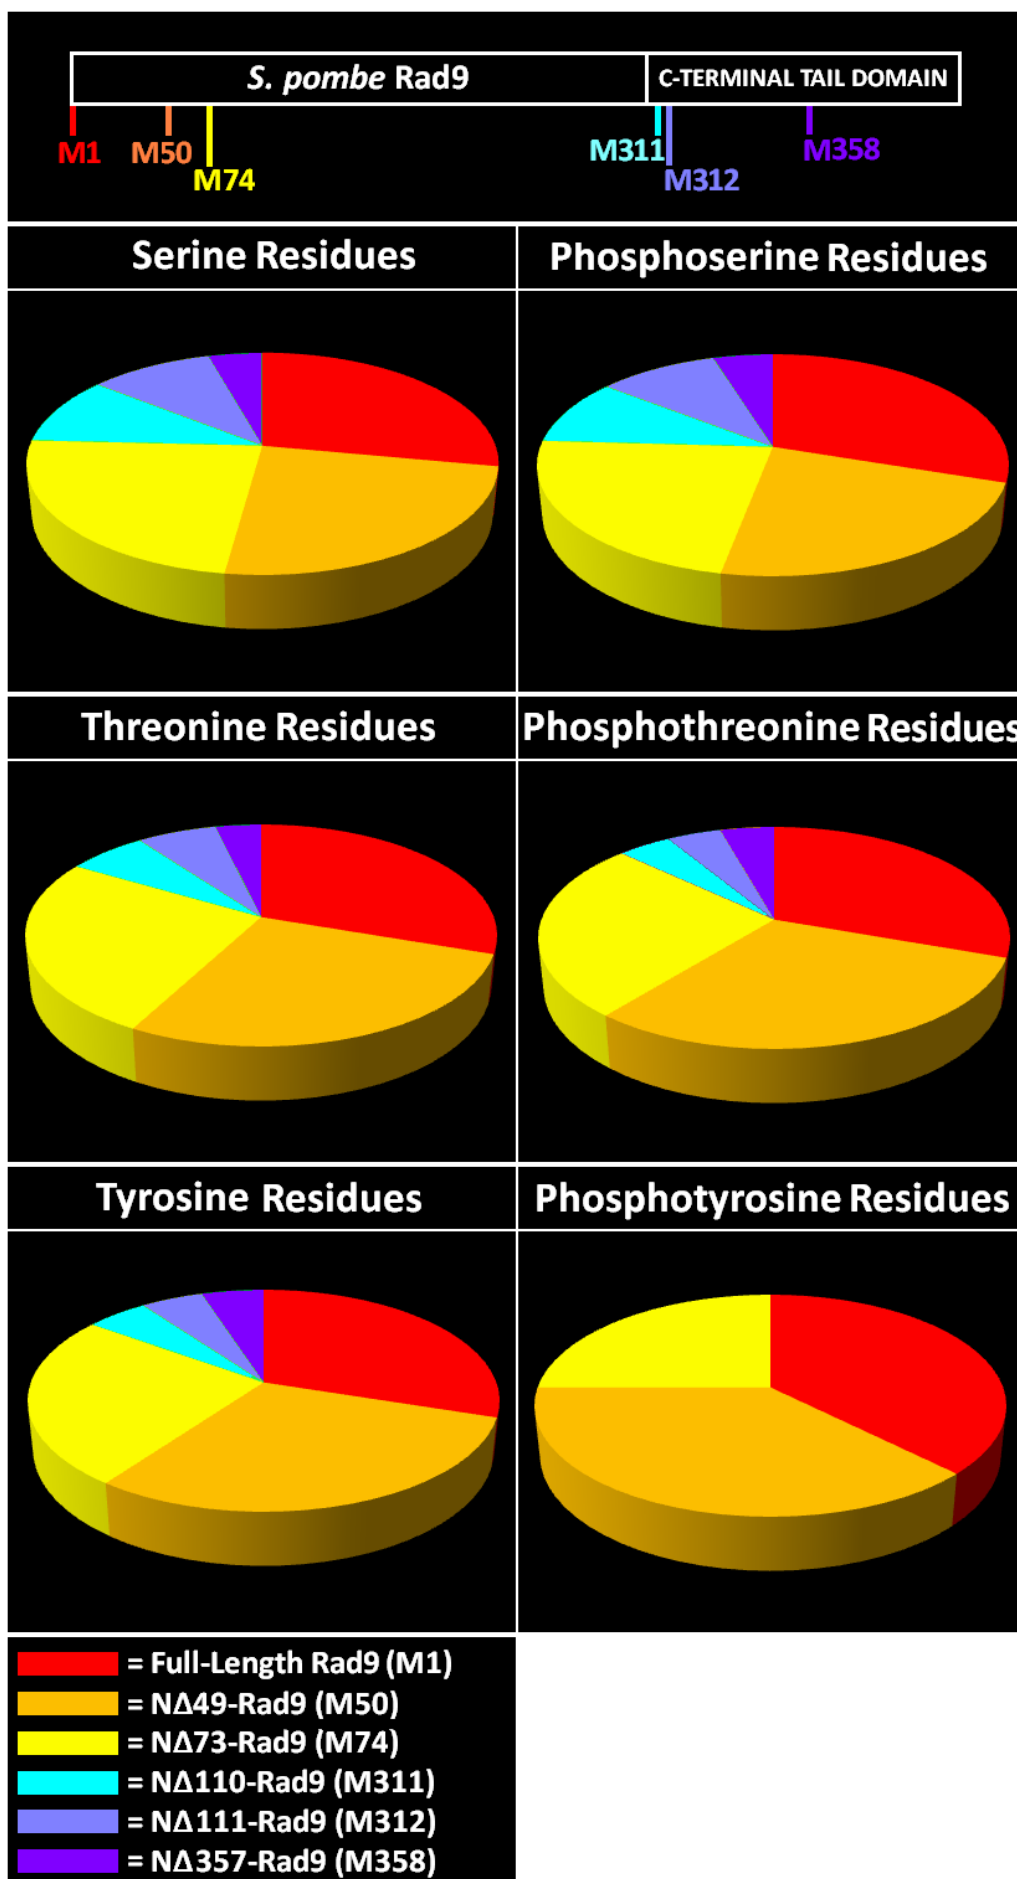 S. pombe Rad9 C-TERMINAL TAIL DOMAIN
M1 M50 M74 M311 M312 M358
Serine Residues
Phosphoserine Residues
Threonine Residues
Phosphothreonine Residues
Tyrosine Residues
Phosphotyrosine Residues
= Full-Length Rad9 (M1)
= NΔ49-Rad9 (M50)
= NΔ73-Rad9 (M74)
= NΔ110-Rad9 (M311)
= NΔ111-Rad9 (M312)
= NΔ357-Rad9 (M358)